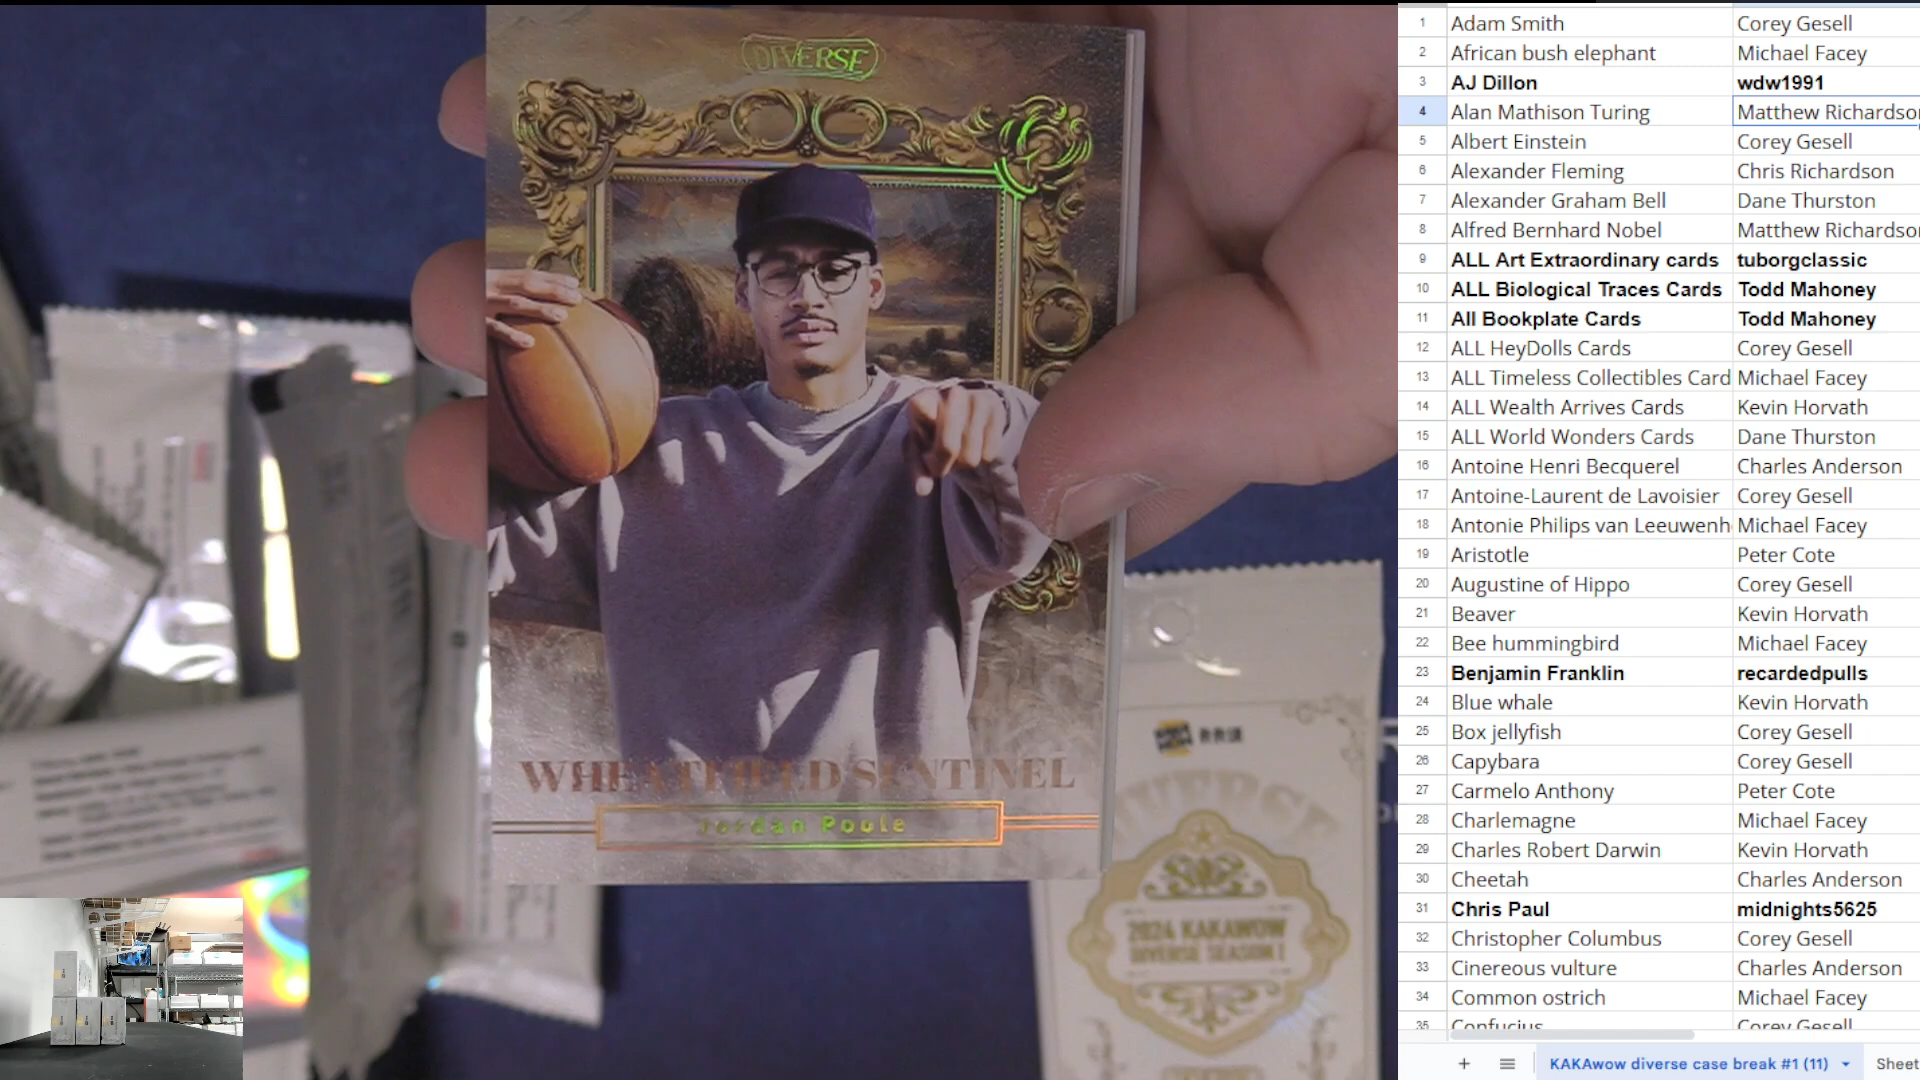 DIVERSE
WHEATFIELD SENTINEL
Jordan Poole
2024 KAKAWOW
DIVERSE SEASON I
1 Adam Smith Corey Gesell
2 African bush elephant Michael Facey
3 AJ Dillon wdw1991
4 Alan Mathison Turing Matthew Richardson
5 Albert Einstein Corey Gesell
6 Alexander Fleming Chris Richardson
7 Alexander Graham Bell Dane Thurston
8 Alfred Bernhard Nobel Matthew Richardso
9 ALL Art Extraordinary cards tuborgclassic
10 ALL Biological Traces Cards Todd Mahoney
11 All Bookplate Cards Todd Mahoney
12 ALL HeyDolls Cards Corey Gesell
13 ALL Timeless Collectibles Card Michael Facey
14 ALL Wealth Arrives Cards Kevin Horvath
15 ALL World Wonders Cards Dane Thurston
16 Antoine Henri Becquerel Charles Anderson
17 Antoine-Laurent de Lavoisier Corey Gesell
18 Antonie Philips van Leeuwenh Michael Facey
19 Aristotle Peter Cote
20 Augustine of Hippo Corey Gesell
21 Beaver Kevin Horvath
22 Bee hummingbird Michael Facey
23 Benjamin Franklin recardedpulls
24 Blue whale Kevin Horvath
25 Box jellyfish Corey Gesell
26 Capybara Corey Gesell
27 Carmelo Anthony Peter Cote
28 Charlemagne Michael Facey
29 Charles Robert Darwin Kevin Horvath
30 Cheetah Charles Anderson
31 Chris Paul midnights5625
32 Christopher Columbus Corey Gesell
33 Cinereous vulture Charles Anderson
34 Common ostrich Michael Facey
35 Confucius Corey Gesell
KAKAwow diverse case break #1 (11) Sheet